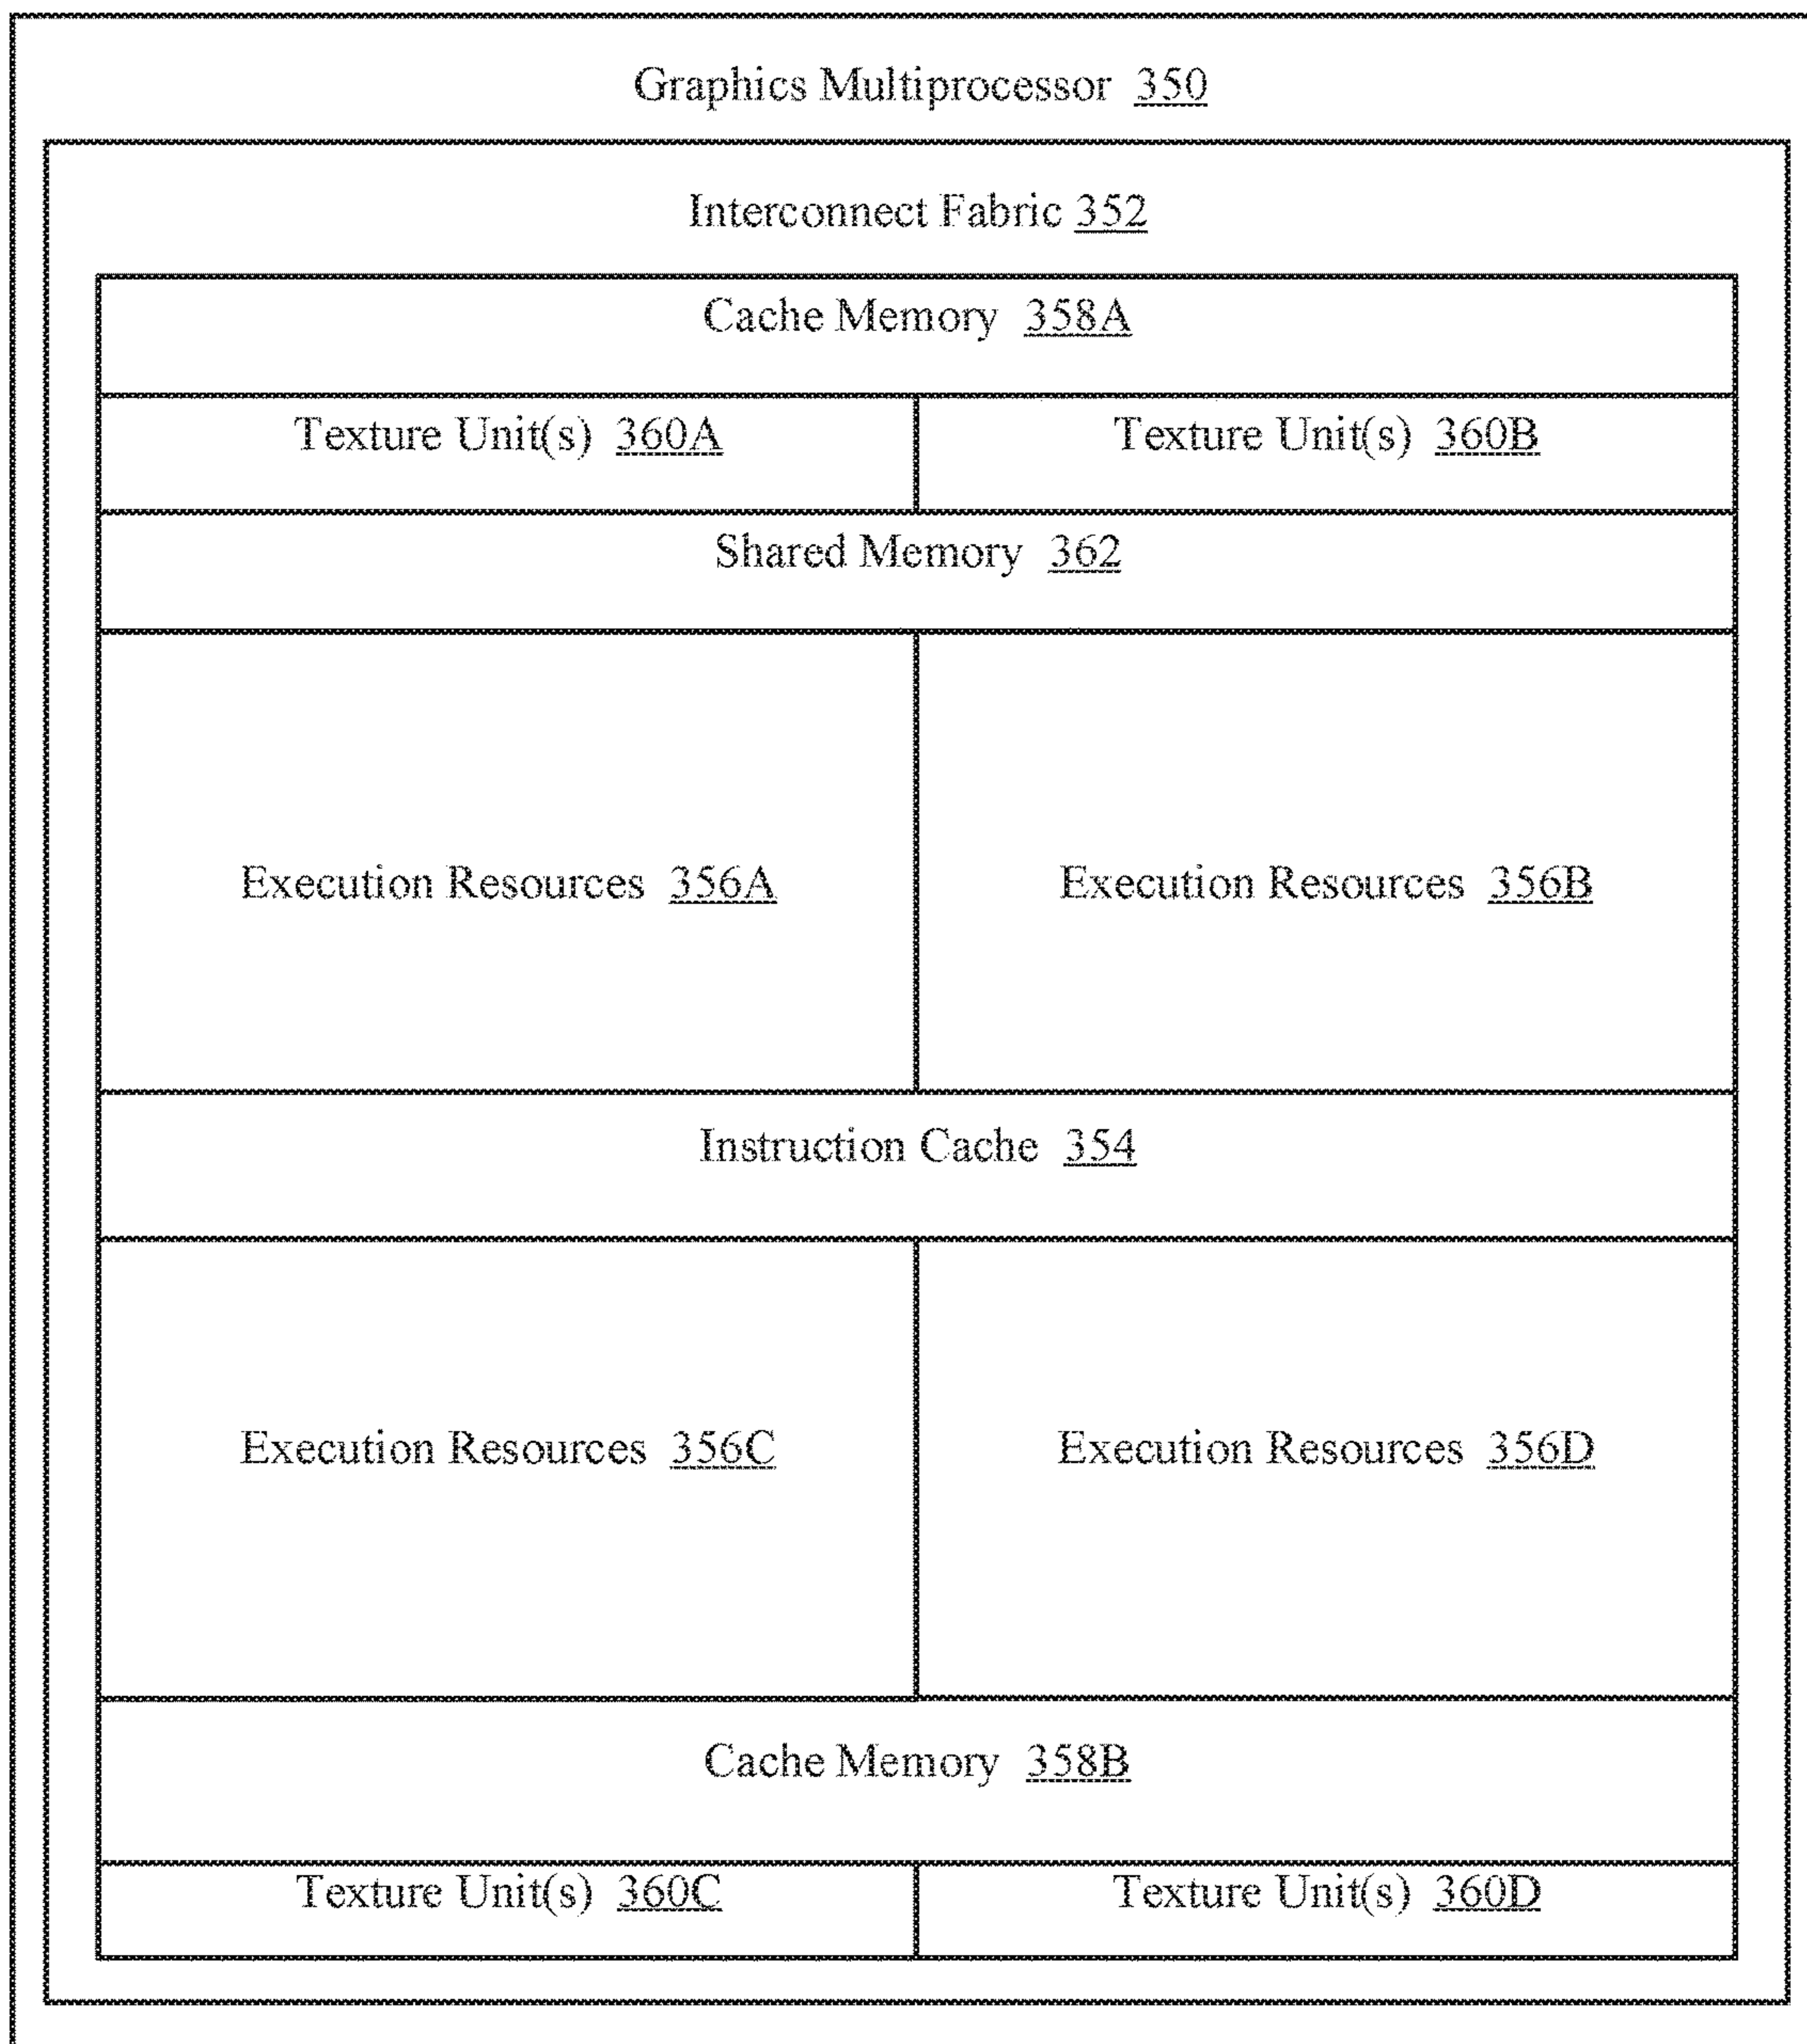 Graphics Multiprocessor 350
Interconnect Fabric 352
Cache Memory 358A
Texture Unit(s) 360A
Texture Unit(s) 360B
Shared Memory 362
Execution Resources 356A
Execution Resources 356B
Instruction Cache 354
Execution Resources 356C
Execution Resources 356D
Cache Memory 358B
Texture Unit(s) 360C
Texture Unit(s) 360D